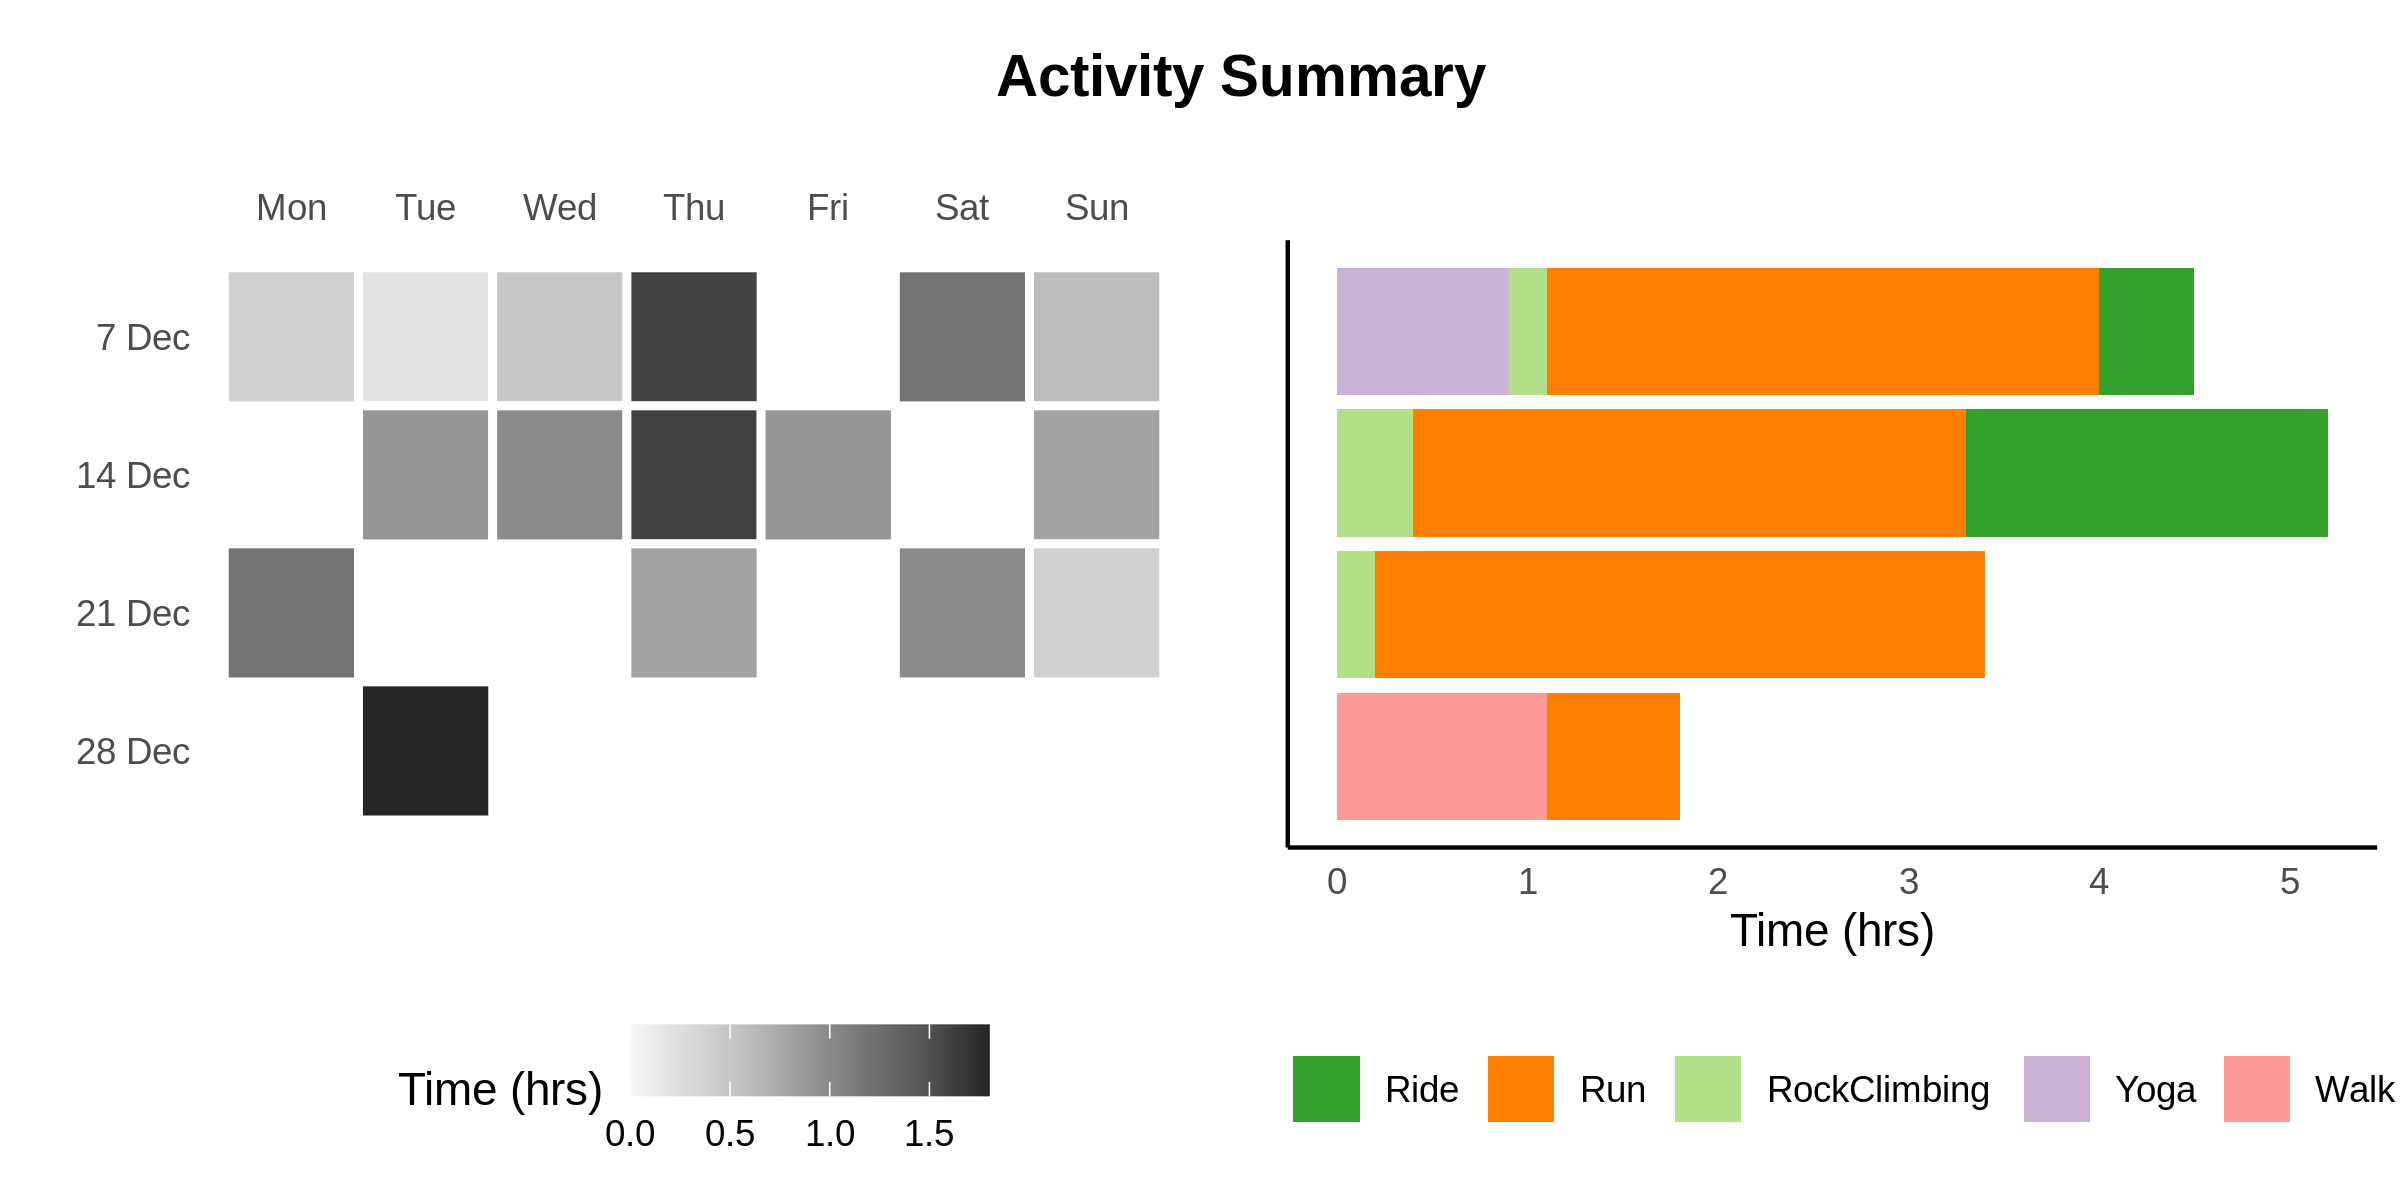 Activity Summary
Mon Tue Wed Thu Fri Sat Sun
7 Dec
14 Dec
21 Dec
28 Dec
0 1 2 3 4 5
Time (hrs)
Time (hrs)
0.0 0.5 1.0 1.5
Ride Run RockClimbing Yoga Walk